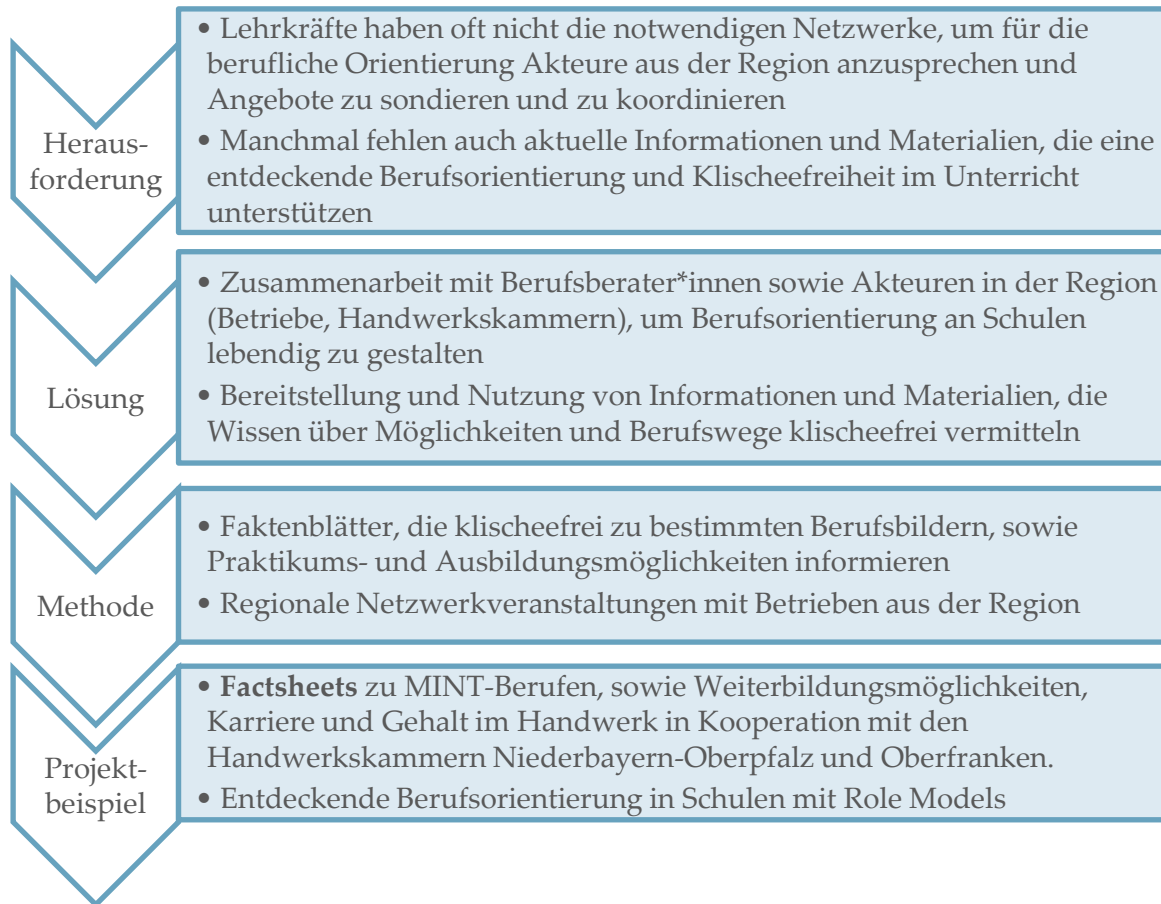 Heraus-
forderung
• Lehrkräfte haben oft nicht die notwendigen Netzwerke, um für die
berufliche Orientierung Akteure aus der Region anzusprechen und
Angebote zu sondieren und zu koordinieren
• Manchmal fehlen auch aktuelle Informationen und Materialien, die eine
entdeckende Berufsorientierung und Klischeefreiheit im Unterricht
unterstützen
Lösung
• Zusammenarbeit mit Berufsberater*innen sowie Akteuren in der Region
(Betriebe, Handwerkskammern), um Berufsorientierung an Schulen
lebendig zu gestalten
• Bereitstellung und Nutzung von Informationen und Materialien, die
Wissen über Möglichkeiten und Berufswege klischeefrei vermitteln
Methode
• Faktenblätter, die klischeefrei zu bestimmten Berufsbildern, sowie
Praktikums- und Ausbildungsmöglichkeiten informieren
• Regionale Netzwerkveranstaltungen mit Betrieben aus der Region
Projekt-
beispiel
• Factsheets zu MINT-Berufen, sowie Weiterbildungsmöglichkeiten,
Karriere und Gehalt im Handwerk in Kooperation mit den
Handwerkskammern Niederbayern-Oberpfalz und Oberfranken.
• Entdeckende Berufsorientierung in Schulen mit Role Models